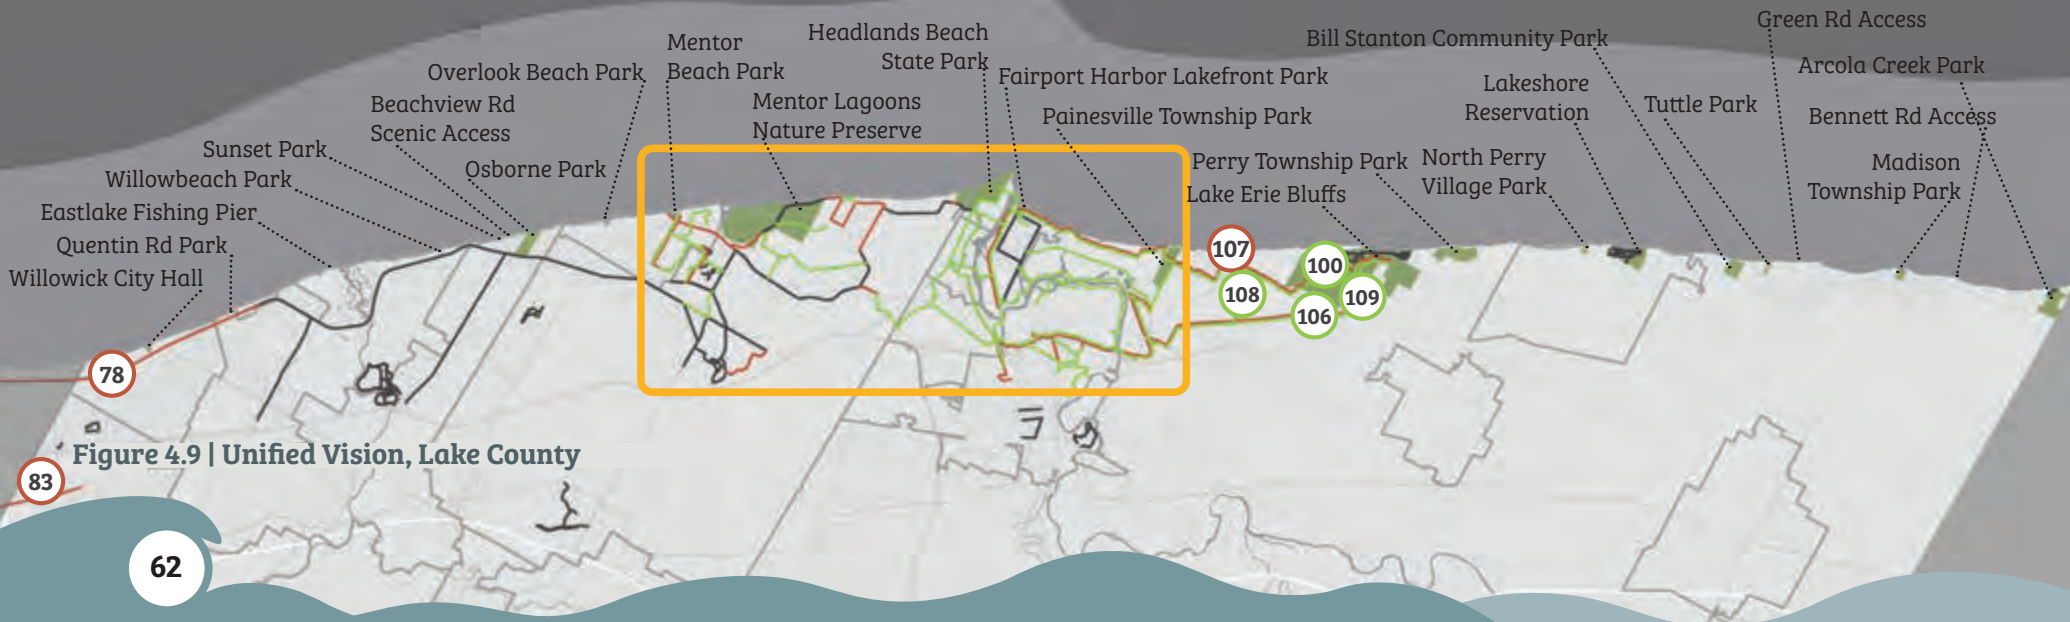 Green Rd Access
Headlands Beach
State Park
Bill Stanton Community Park
Mentor
Beach Park
Arcola Creek Park
Overlook Beach Park
Fairport Harbor Lakefront Park
Lakeshore
Reservation
Beachview Rd
Scenic Access
Mentor Lagoons
Nature Preserve
Tuttle Park
Painesville Township Park
Bennett Rd Access
Sunset Park
Perry Township Park
North Perry
Village Park
Madison
Township Park
Osborne Park
Willowbeach Park
Lake Erie Bluffs
Eastlake Fishing Pier
Quentin Rd Park
Willowick City Hall
107
100
108
109
106
78
Figure 4.9 | Unified Vision, Lake County
83
62